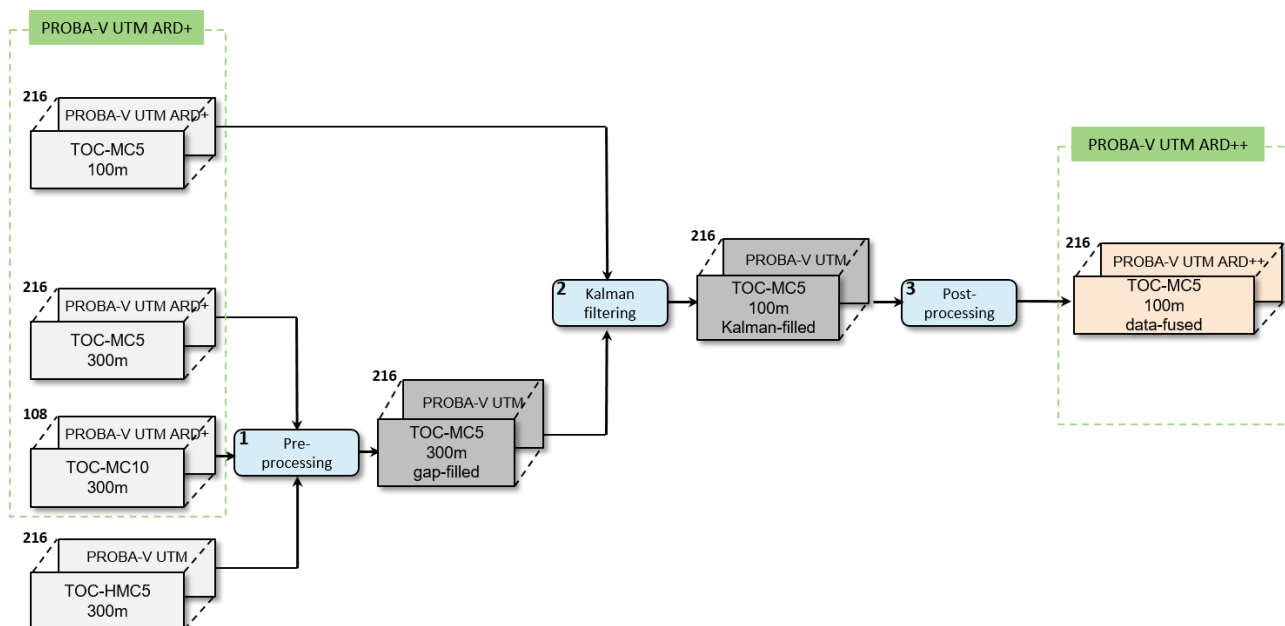 PROBA-V UTM ARD+
216
PROBA-V UTM ARD+
TOC-MC5
100m
216
PROBA-V UTM ARD+
TOC-MC5
300m
108
PROBA-V UTM ARD+
TOC-MC10
300m
216
PROBA-V UTM
TOC-HMC5
300m
1
Pre-
processing
216
PROBA-V UTM
TOC-MC5
300m
gap-filled
2
Kalman
filtering
216
PROBA-V UTM
TOC-MC5
100m
Kalman-filled
3
Post-
processing
PROBA-V UTM ARD++
216
PROBA-V UTM ARD++
TOC-MC5
100m
data-fused